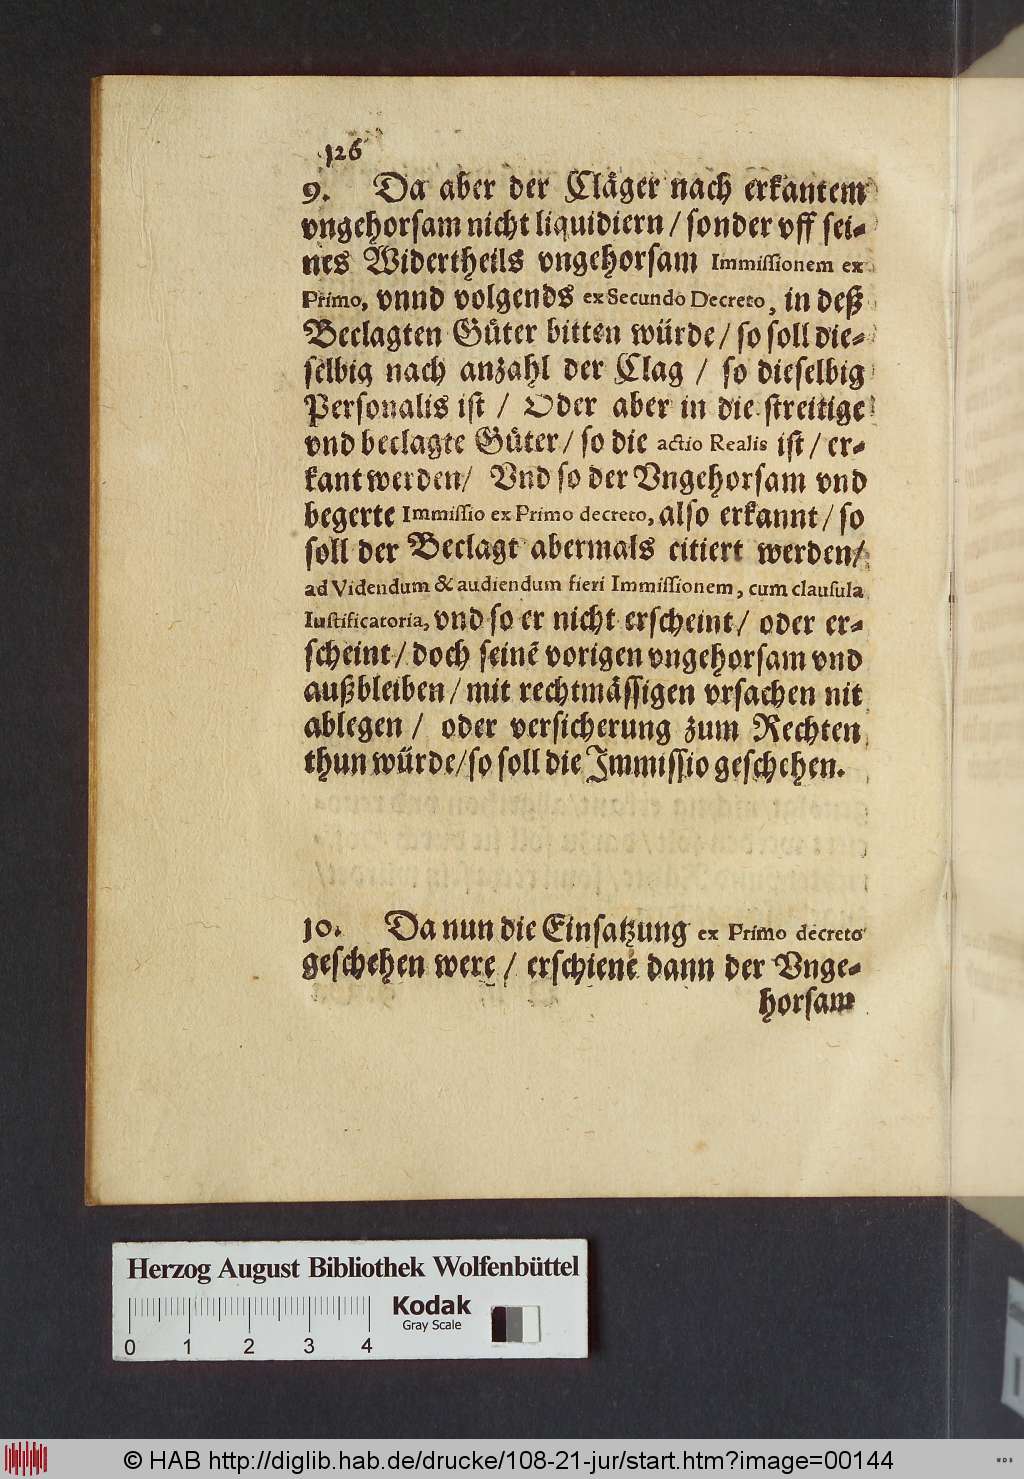 126
9. Da aber der Cläger nach erkantem
vngehorsam nicht liquidiern / sonder vff sei-
nes Widertheils vngehorsam Immissionem ex
Primo, vnnd volgends ex Secundo Decreto, in deß
Beclagten Güter bitten würde / so soll die-
selbig nach anzahl der Clag / so dieselbig
Personalis ist / Oder aber in die streitige
vnd beclagte Güter / so die actio Realis ist / er-
kant werden / Vnd so der Vngehorsam vnd
begerte Immissio ex Primo decreto, also erkannt / so
soll der Beclagt abermals citiert werden /
ad Videndum & audiendum fieri Immissionem, cum clausula
Iustificatoria, vnd so er nicht erscheint / oder er-
scheint / doch seinē vorigen vngehorsam vnd
außbleiben / mit rechtmässigen vrsachen nit
ablegen / oder versicherung zum Rechten
thun würde / so soll die Immissio geschehen.
10. Da nun die Einsatzung ex Primo decreto
geschehen were / erschiene dann der Vnge-
horsam
Herzog August Bibliothek Wolfenbüttel
Kodak
Gray Scale
0 1 2 3 4
© HAB http://diglib.hab.de/drucke/108-21-jur/start.htm?image=00144
WDB